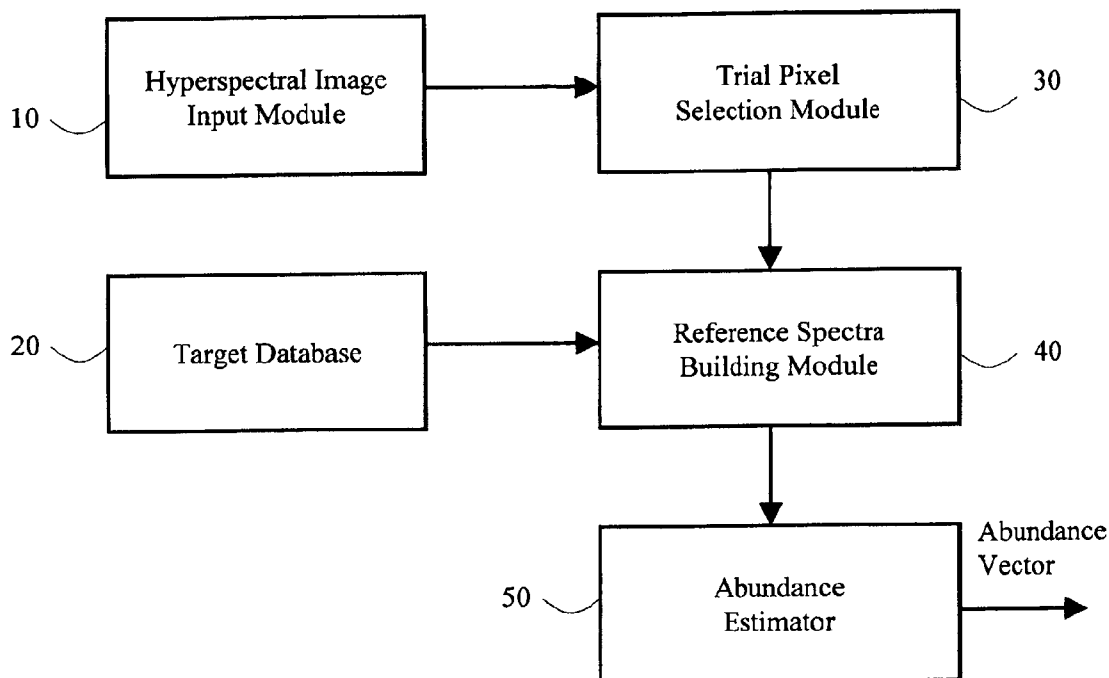 Hyperspectral Image
Input Module
10
Trial Pixel
Selection Module
30
Target Database
20
Reference Spectra
Building Module
40
Abundance
Estimator
50
Abundance
Vector